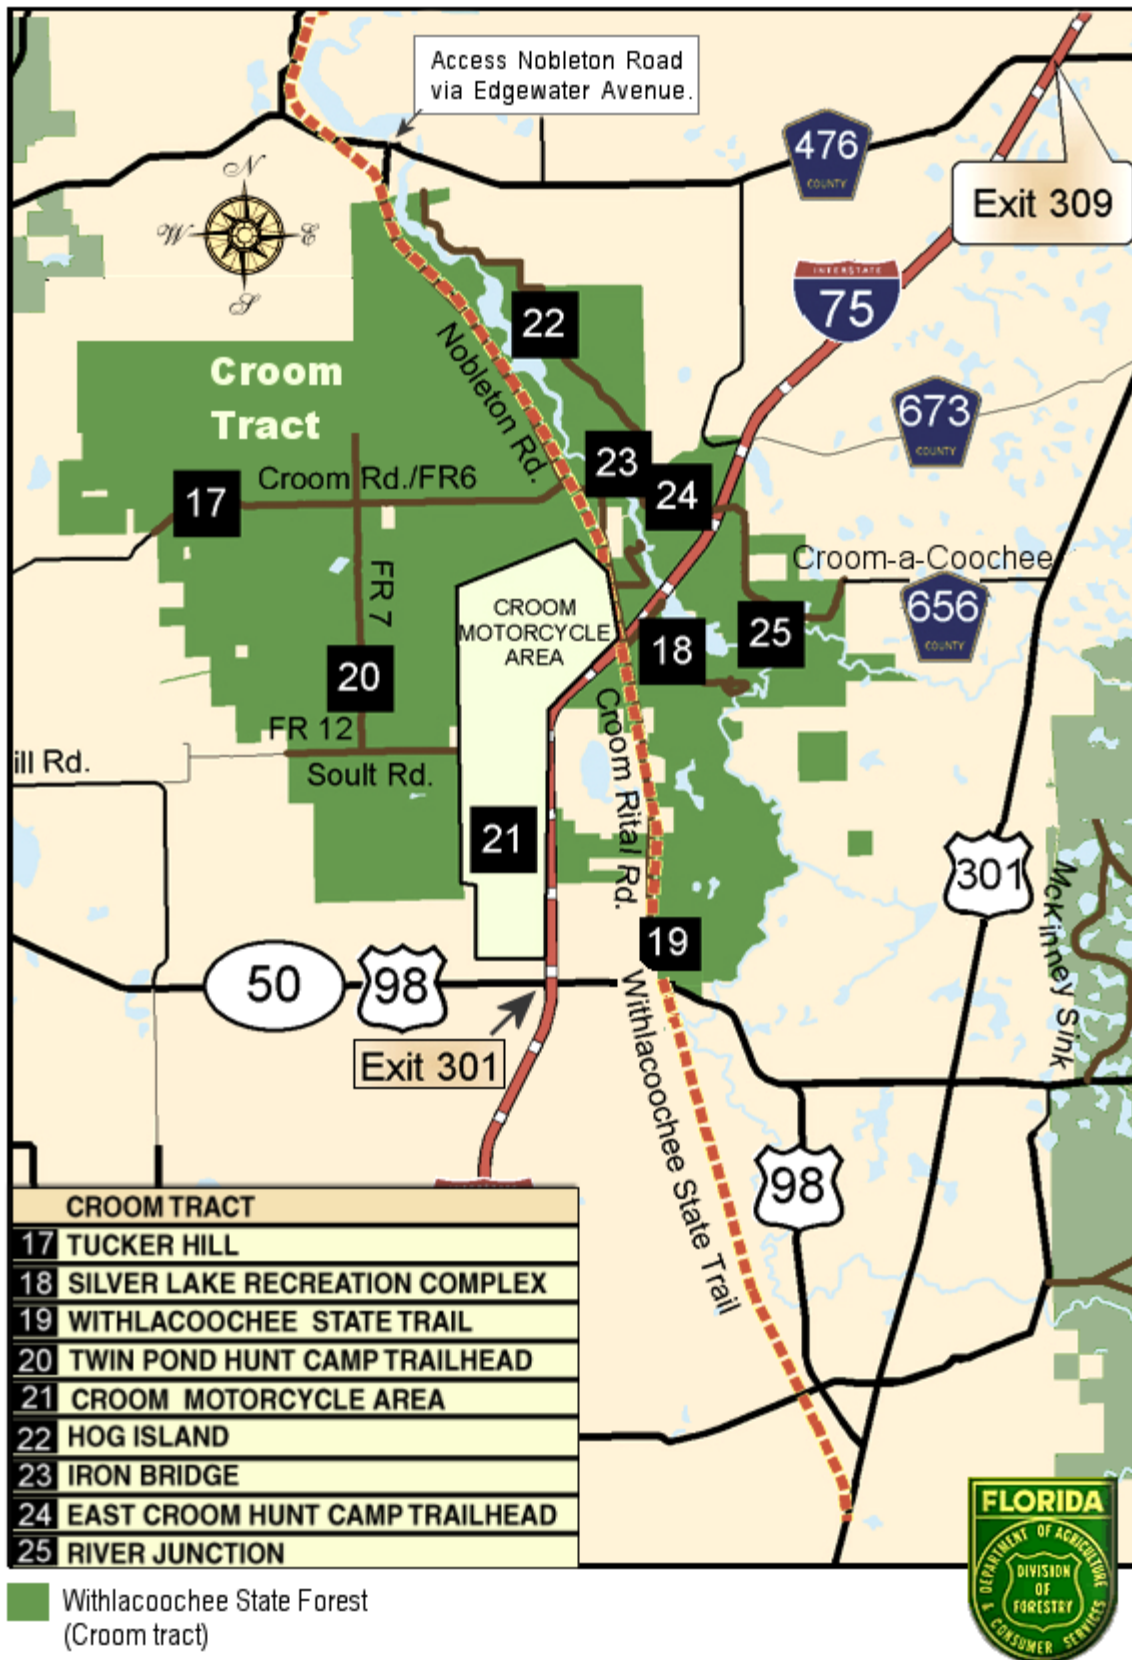 Access Nobleton Road
via Edgewater Avenue.
476
COUNTY
Exit 309
N
W
E
S
INTERSTATE
75
22
Croom
Tract
Nobleton Rd.
673
COUNTY
23
Croom Rd./FR6
17
24
Croom-a-Coochee
FR 7
CROOM
MOTORCYCLE
AREA
656
COUNTY
25
18
20
Croom Rital Rd.
FR 12
ill Rd.
Soult Rd.
21
301
Mckinney Sink
19
50
98
Withlacoochee State Trail
Exit 301
98
CROOM TRACT
17 TUCKER HILL
18 SILVER LAKE RECREATION COMPLEX
19 WITHLACOOCHEE STATE TRAIL
20 TWIN POND HUNT CAMP TRAILHEAD
21 CROOM MOTORCYCLE AREA
22 HOG ISLAND
23 IRON BRIDGE
24 EAST CROOM HUNT CAMP TRAILHEAD
25 RIVER JUNCTION
FLORIDA
DEPARTMENT OF AGRICULTURE
& CONSUMER SERVICES
DIVISION
OF
FORESTRY
Withlacoochee State Forest
(Croom tract)